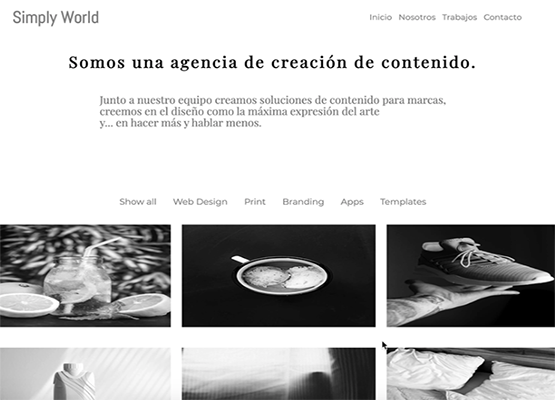 Simply World
Inicio Nosotros Trabajos Contacto
Somos una agencia de creación de contenido.
Junto a nuestro equipo creamos soluciones de contenido para marcas,
creemos en el diseño como la máxima expresión del arte
y... en hacer más y hablar menos.
Show all Web Design Print Branding Apps Templates